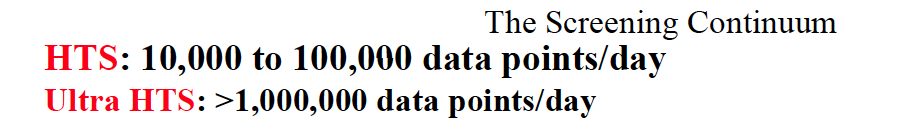 The Screening Continuum
HTS: 10,000 to 100,000 data points/day
Ultra HTS: >1,000,000 data points/day